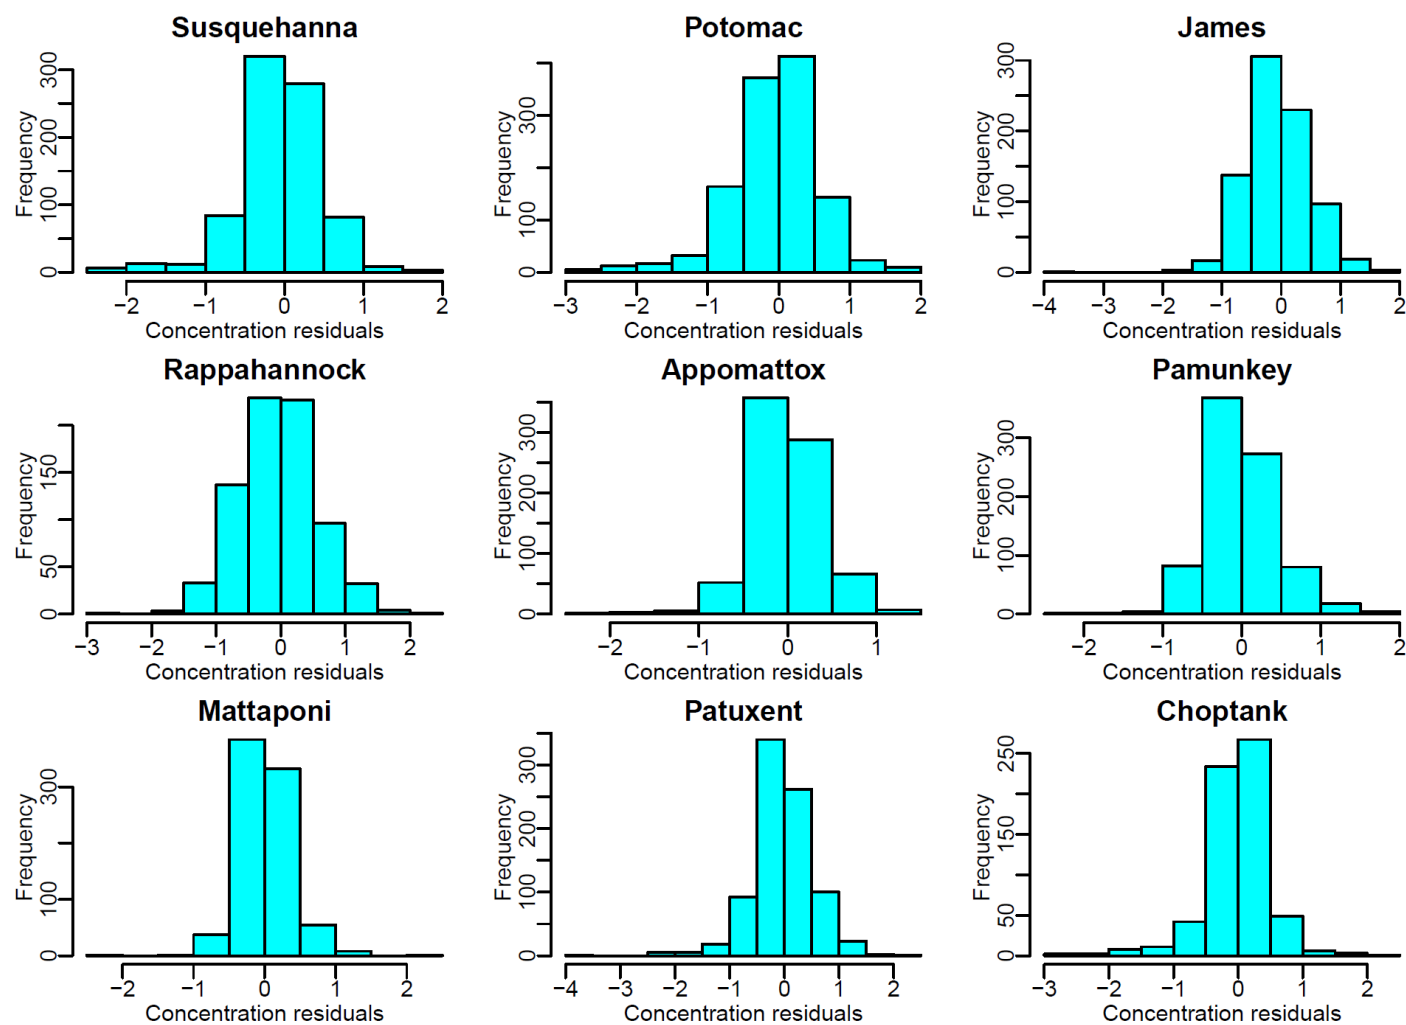 Susquehanna
Frequency
0 100 200 300
−2 −1 0 1 2
Concentration residuals
Potomac
Frequency
0 100 300
−3 −2 −1 0 1 2
Concentration residuals
James
Frequency
0 100 200 300
−4 −3 −2 −1 0 1 2
Concentration residuals
Rappahannock
Frequency
0 50 150
−3 −2 −1 0 1 2
Concentration residuals
Appomattox
Frequency
0 100 200 300
−2 −1 0 1
Concentration residuals
Pamunkey
Frequency
0 100 200 300
−2 −1 0 1 2
Concentration residuals
Mattaponi
Frequency
0 100 300
−2 −1 0 1 2
Concentration residuals
Patuxent
Frequency
0 100 200 300
−4 −3 −2 −1 0 1 2
Concentration residuals
Choptank
Frequency
0 50 150 250
−3 −2 −1 0 1 2
Concentration residuals